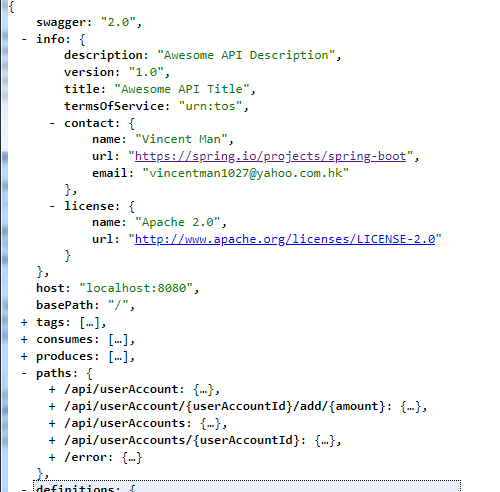 {
swagger: "2.0",
- info: {
description: "Awesome API Description",
version: "1.0",
title: "Awesome API Title",
termsOfService: "urn:tos",
- contact: {
name: "Vincent Man",
url: "https://spring.io/projects/spring-boot",
email: "vincentman1027@yahoo.com.hk"
},
- license: {
name: "Apache 2.0",
url: "http://www.apache.org/licenses/LICENSE-2.0"
}
},
host: "localhost:8080",
basePath: "/",
+ tags: […],
+ consumes: […],
+ produces: […],
- paths: {
+ /api/userAccount: {…},
+ /api/userAccount/{userAccountId}/add/{amount}: {…},
+ /api/userAccounts: {…},
+ /api/userAccounts/{userAccountId}: {…},
+ /error: {…}
},
- definitions: {